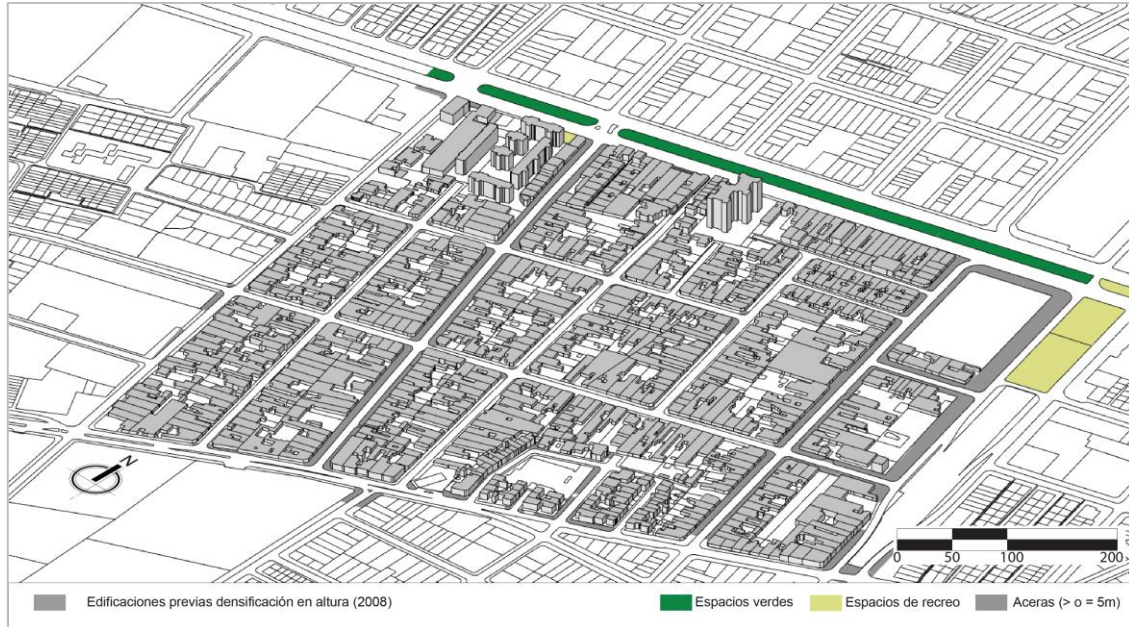 N
0 50 100 200
Edificaciones previas densificación en altura (2008) Espacios verdes Espacios de recreo Aceras (> o = 5m)